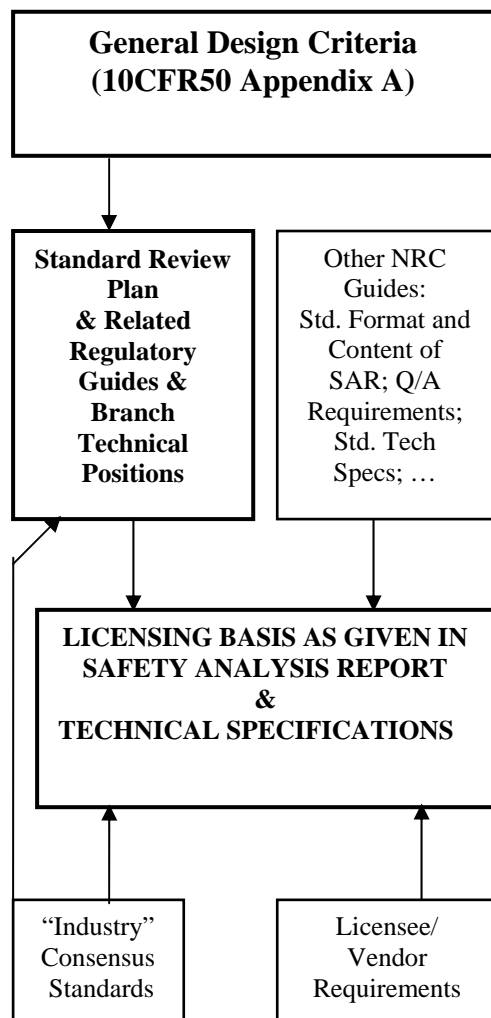 General Design Criteria
(10CFR50 Appendix A)
Standard Review
Plan
& Related
Regulatory
Guides &
Branch
Technical
Positions
Other NRC
Guides:
Std. Format and
Content of
SAR; Q/A
Requirements;
Std. Tech
Specs; …
LICENSING BASIS AS GIVEN IN
SAFETY ANALYSIS REPORT
&
TECHNICAL SPECIFICATIONS
“Industry”
Consensus
Standards
Licensee/
Vendor
Requirements